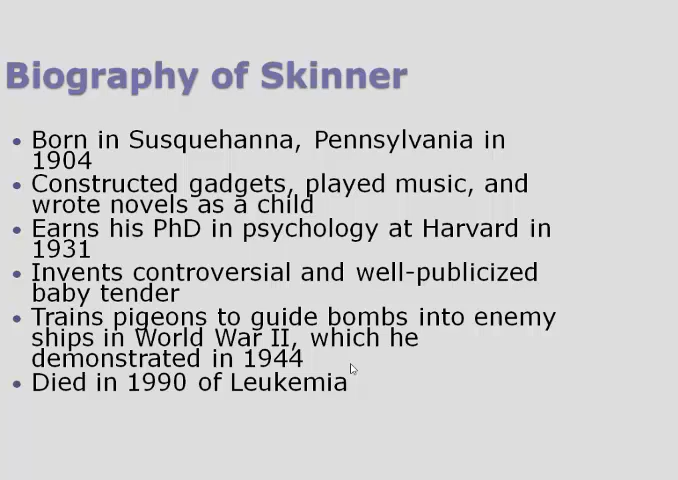 Biography of Skinner
• Born in Susquehanna, Pennsylvania in
1904
• Constructed gadgets, played music, and
wrote novels as a child
• Earns his PhD in psychology at Harvard in
1931
• Invents controversial and well-publicized
baby tender
• Trains pigeons to guide bombs into enemy
ships in World War II, which he
demonstrated in 1944
• Died in 1990 of Leukemia